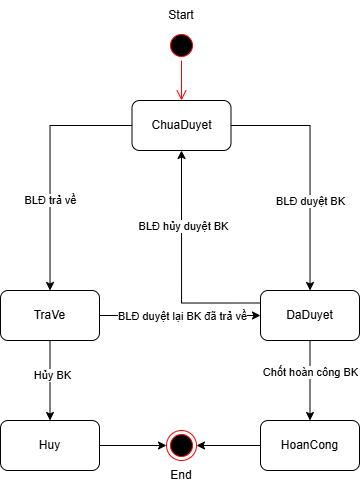 Start
ChuaDuyet
BLĐ trả về
BLĐ duyệt BK
BLĐ hủy duyệt BK
TraVe
BLĐ duyệt lại BK đã trả về
DaDuyet
Hủy BK
Chốt hoàn công BK
Huy
HoanCong
End